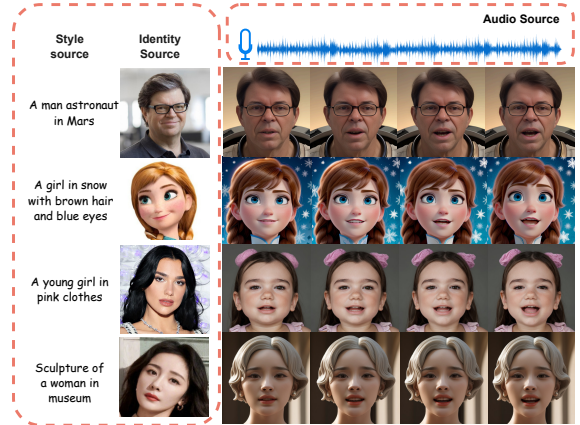 Audio Source
Style
source
Identity
Source
A man astronaut
in Mars
A girl in snow
with brown hair
and blue eyes
A young girl in
pink clothes
Sculpture of
a woman in
museum